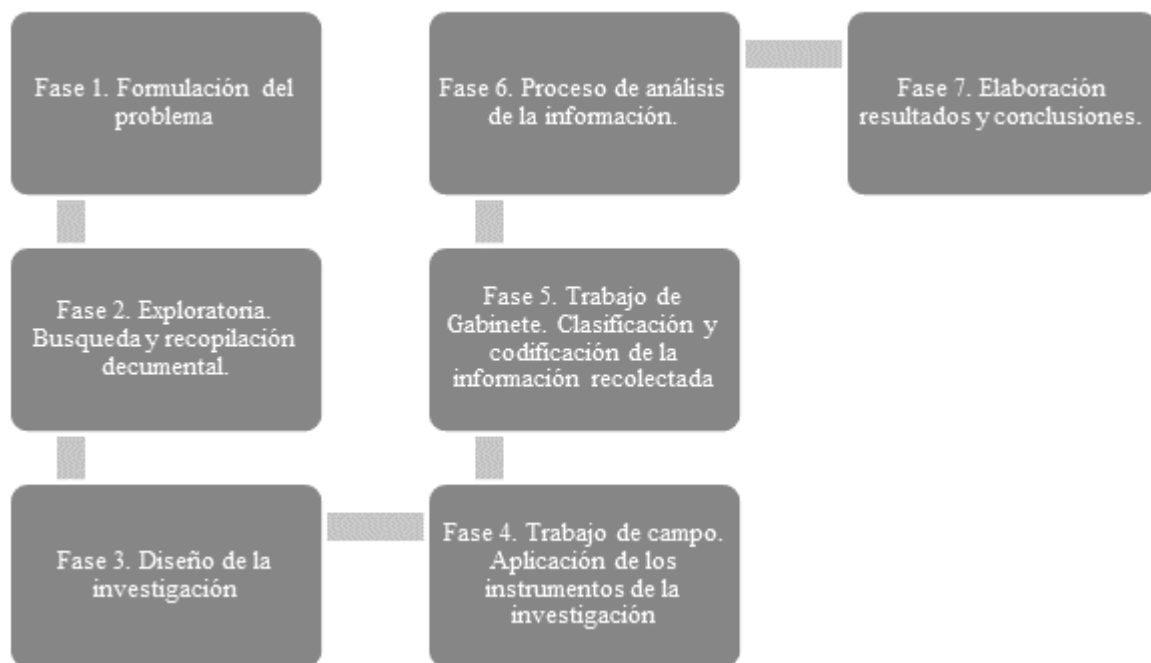 Fase 1. Formulación del
problema
Fase 2. Exploratoria.
Busqueda y recopilación
decumental.
Fase 3. Diseño de la
investigación
Fase 4. Trabajo de campo.
Aplicación de los
instrumentos de la
investigación
Fase 5. Trabajo de
Gabinete. Clasificación y
codificación de la
información recolectada
Fase 6. Proceso de análisis
de la información.
Fase 7. Elaboración
resultados y conclusiones.